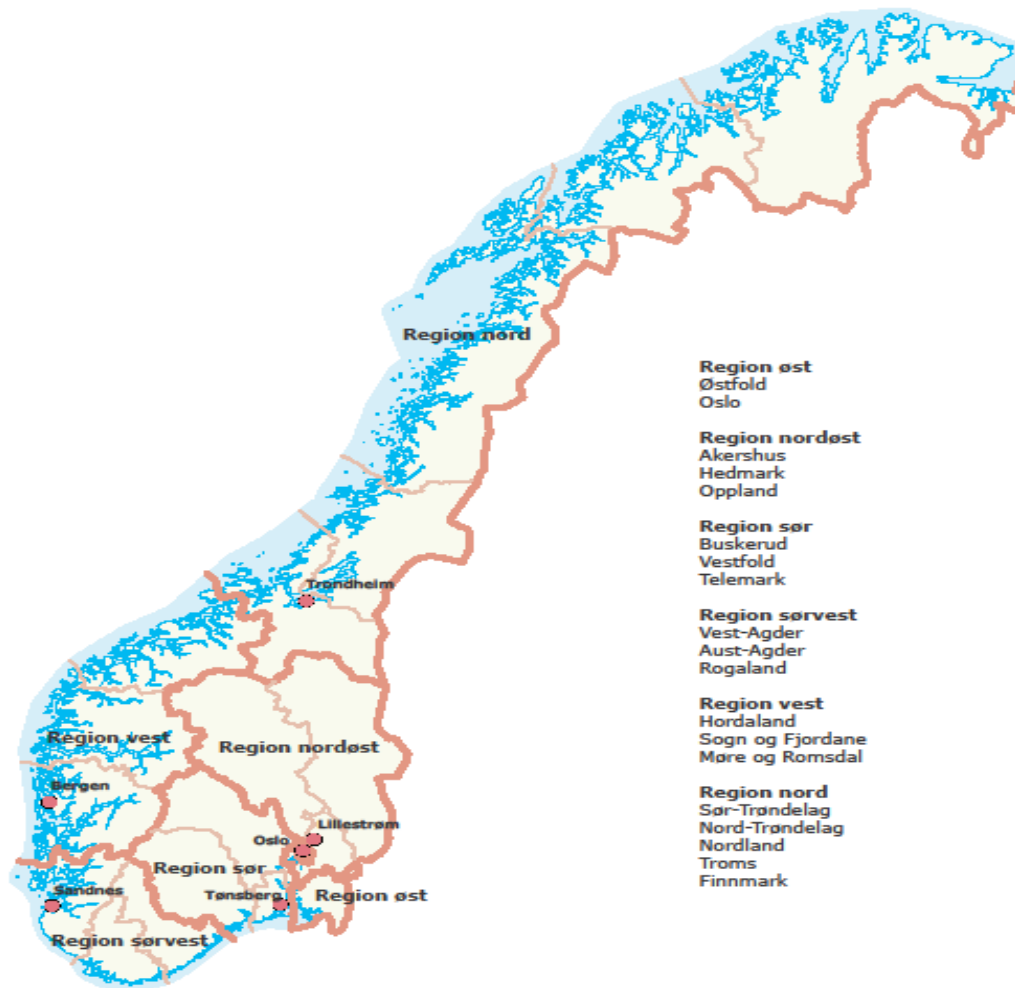 Region nord
Trondheim
Region vest
Region nordøst
Bergen
Lillestrøm
Oslo
Region sør
Sandnes
Tønsberg
Region øst
Region sørvest
Region øst
Østfold
Oslo
Region nordøst
Akershus
Hedmark
Oppland
Region sør
Buskerud
Vestfold
Telemark
Region sørvest
Vest-Agder
Aust-Agder
Rogaland
Region vest
Hordaland
Sogn og Fjordane
Møre og Romsdal
Region nord
Sør-Trøndelag
Nord-Trøndelag
Nordland
Troms
Finnmark